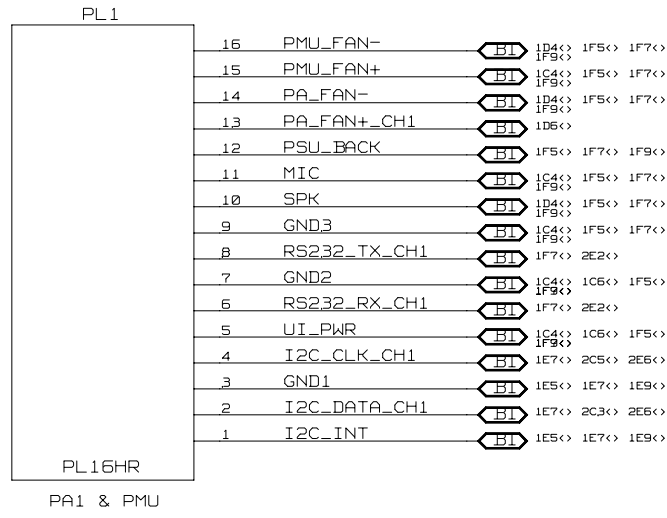 PL1
16 PMU_FAN- BI 1D4<> 1F5<> 1F7<>
1F9<>
15 PMU_FAN+ BI 1C4<> 1F5<> 1F7<>
1F9<>
14 PA_FAN- BI 1D4<> 1F5<> 1F7<>
1F9<>
13 PA_FAN+_CH1 BI 1D6<>
12 PSU_BACK BI 1F5<> 1F7<> 1F9<>
11 MIC BI 1C4<> 1F5<> 1F7<>
1F9<>
10 SPK BI 1D4<> 1F5<> 1F7<>
1F9<>
9 GND3 BI 1C4<> 1F5<> 1F7<>
1F9<>
8 RS232_TX_CH1 BI 1F7<> 2E2<>
7 GND2 BI 1C4<> 1C6<> 1F5<>
1F9<>
6 RS232_RX_CH1 BI 1F7<> 2E2<>
5 UI_PWR BI 1C4<> 1C6<> 1F5<>
1F9<>
4 I2C_CLK_CH1 BI 1E7<> 2C5<> 2E6<>
3 GND1 BI 1E5<> 1E7<> 1E9<>
2 I2C_DATA_CH1 BI 1E7<> 2C3<> 2E6<>
1 I2C_INT BI 1E5<> 1E7<> 1E9<>
PL16HR
PA1 & PMU